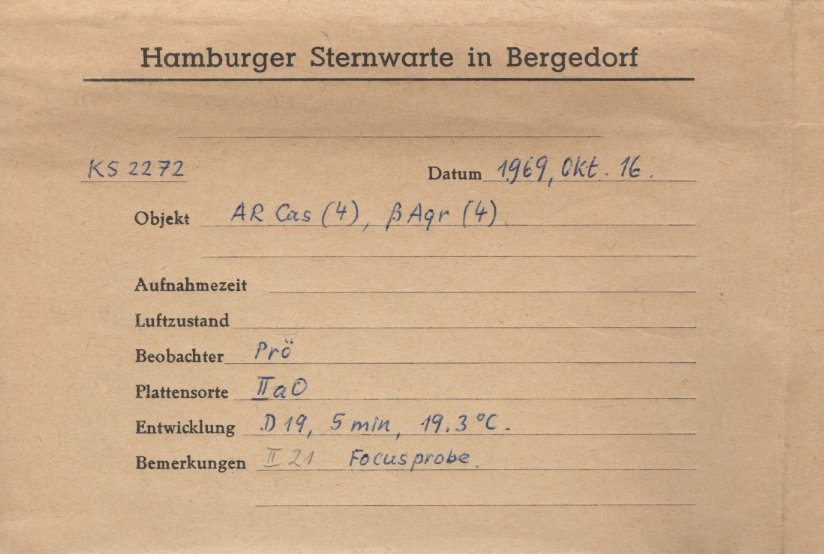 Hamburger Sternwarte in Bergedorf
KS 2272 Datum 1969, Okt. 16.
Objekt AR Cas (4), β Aqr (4)
Aufnahmezeit
Luftzustand
Beobachter Prö
Plattensorte IIaO
Entwicklung D 19, 5 min, 19.3 °C.
Bemerkungen II 21 Focusprobe.